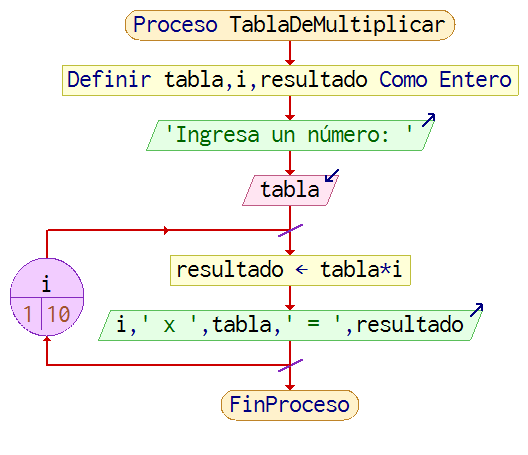 Proceso TablaDeMultiplicar
Definir tabla,i,resultado Como Entero
'Ingresa un número: '
tabla
resultado ← tabla*i
i
1 10
i,' x ',tabla,' = ',resultado
FinProceso